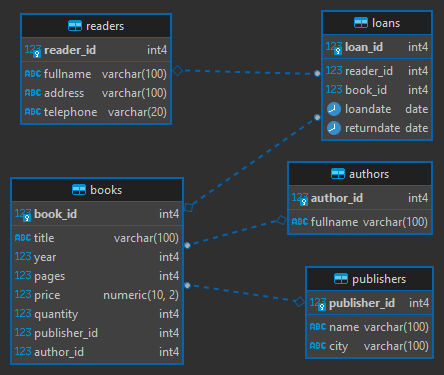 readers
123 reader_id int4
ABC fullname varchar(100)
ABC address varchar(100)
ABC telephone varchar(20)
loans
123 loan_id int4
123 reader_id int4
123 book_id int4
loandate date
returndate date
books
123 book_id int4
ABC title varchar(100)
123 year int4
123 pages int4
123 price numeric(10, 2)
123 quantity int4
123 publisher_id int4
123 author_id int4
authors
123 author_id int4
ABC fullname varchar(100)
publishers
123 publisher_id int4
ABC name varchar(100)
ABC city varchar(100)